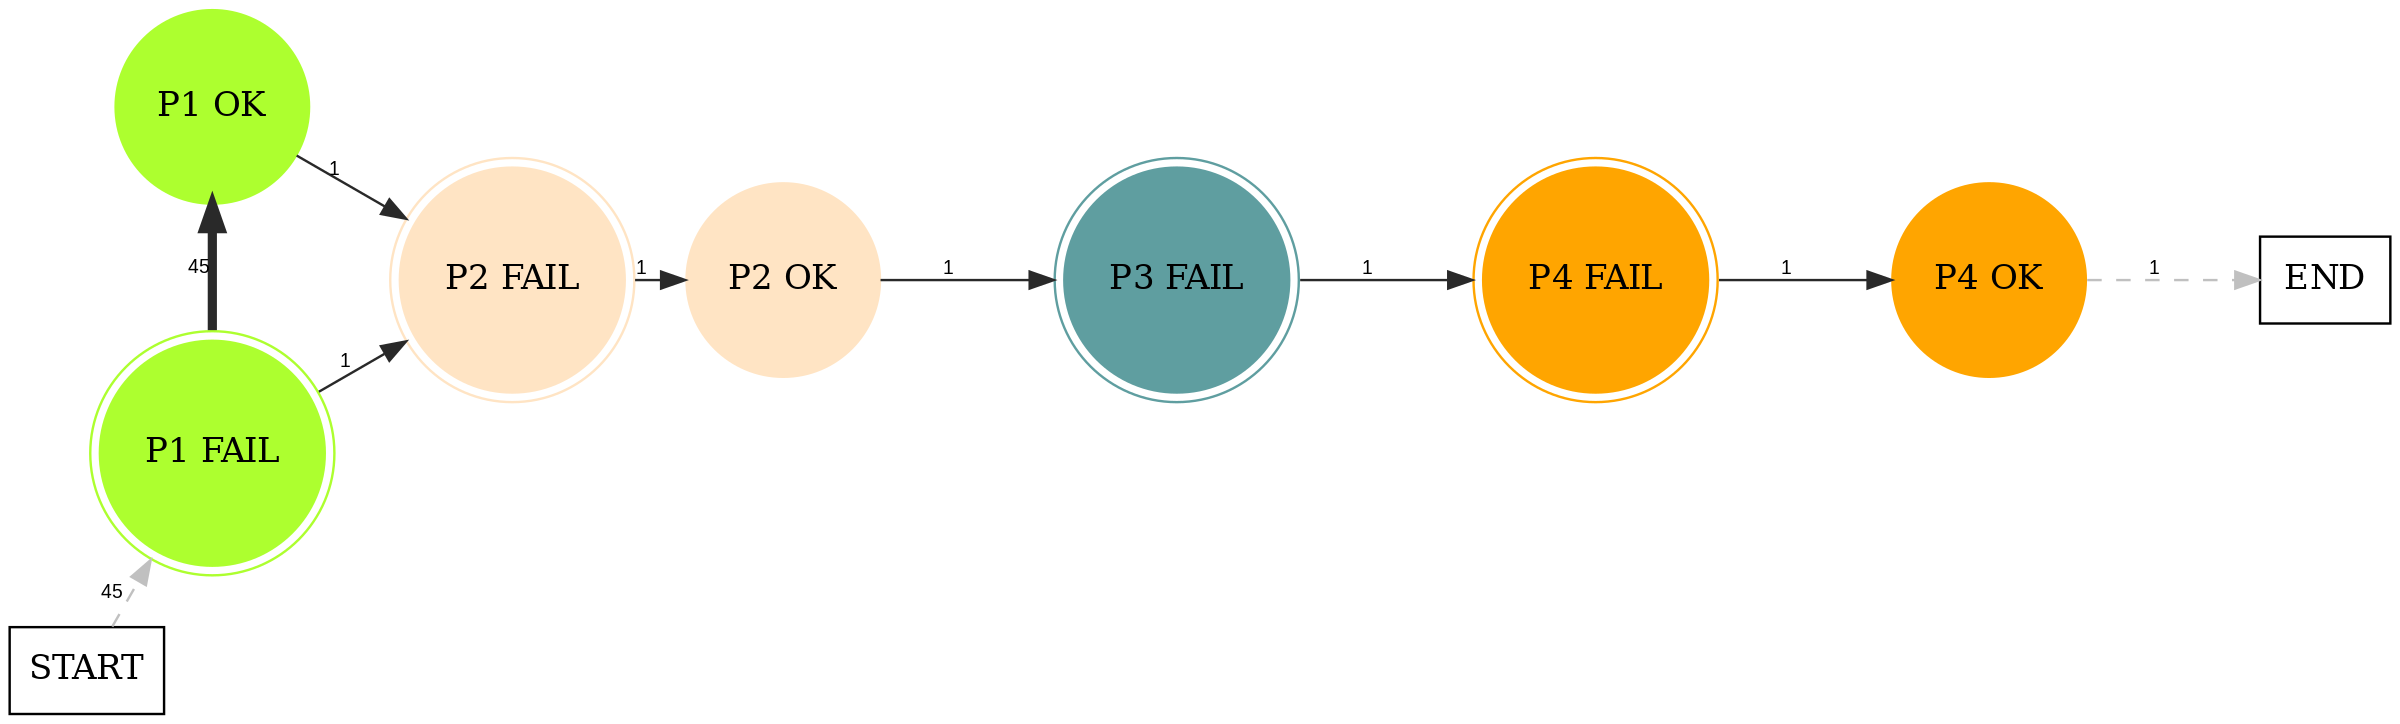 P1 OK
1
45
P1 FAIL
1
45
START
P2 FAIL
1
P2 OK
1
P3 FAIL
1
P4 FAIL
1
P4 OK
1
END